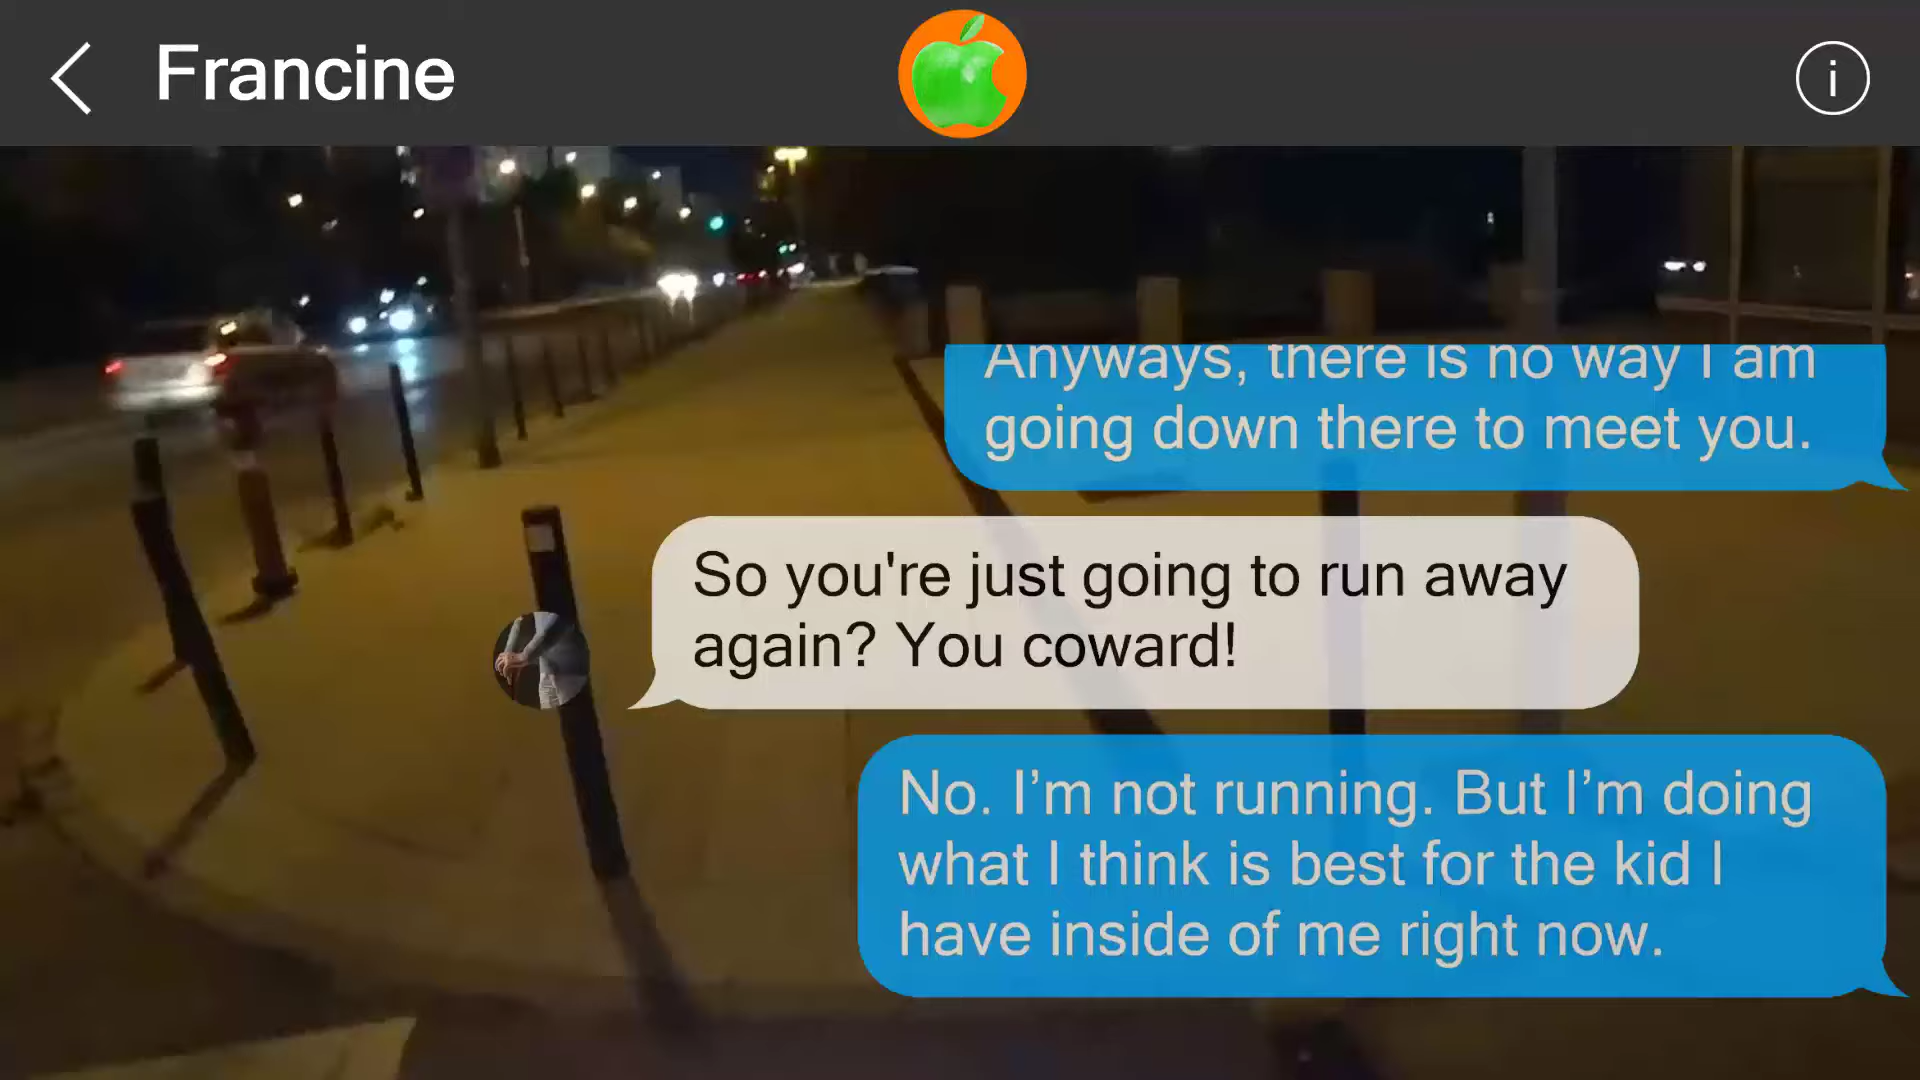 Francine
i
Anyways, there is no way I am
going down there to meet you.
So you're just going to run away
again? You coward!
No. I’m not running. But I’m doing
what I think is best for the kid I
have inside of me right now.